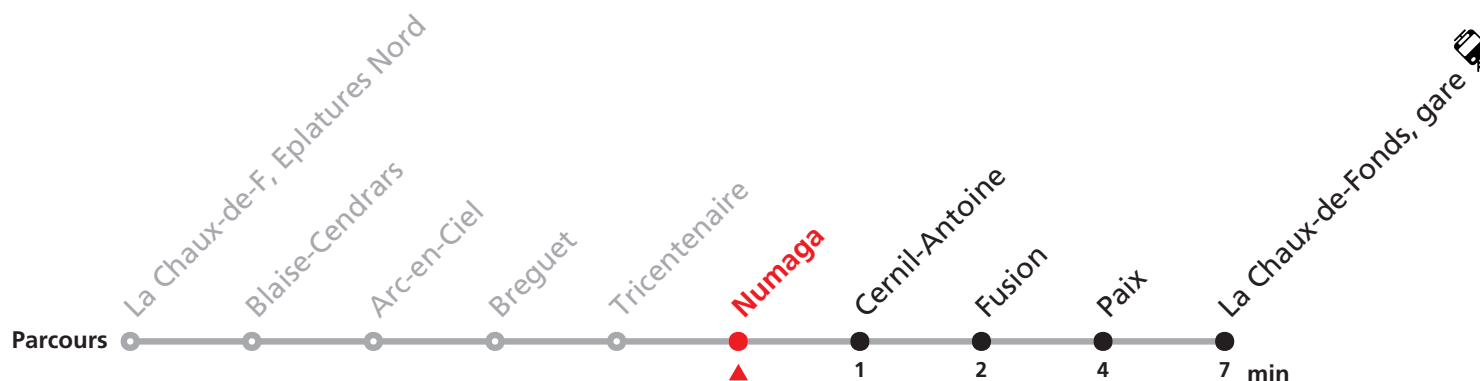 La Chaux-de-F, Eplatures Nord
Blaise-Cendrars
Arc-en-Ciel
Breguet
Tricentenaire
Numaga
Cernil-Antoine
Fusion
Paix
La Chaux-de-Fonds, gare
Parcours
1 2 4 7 min